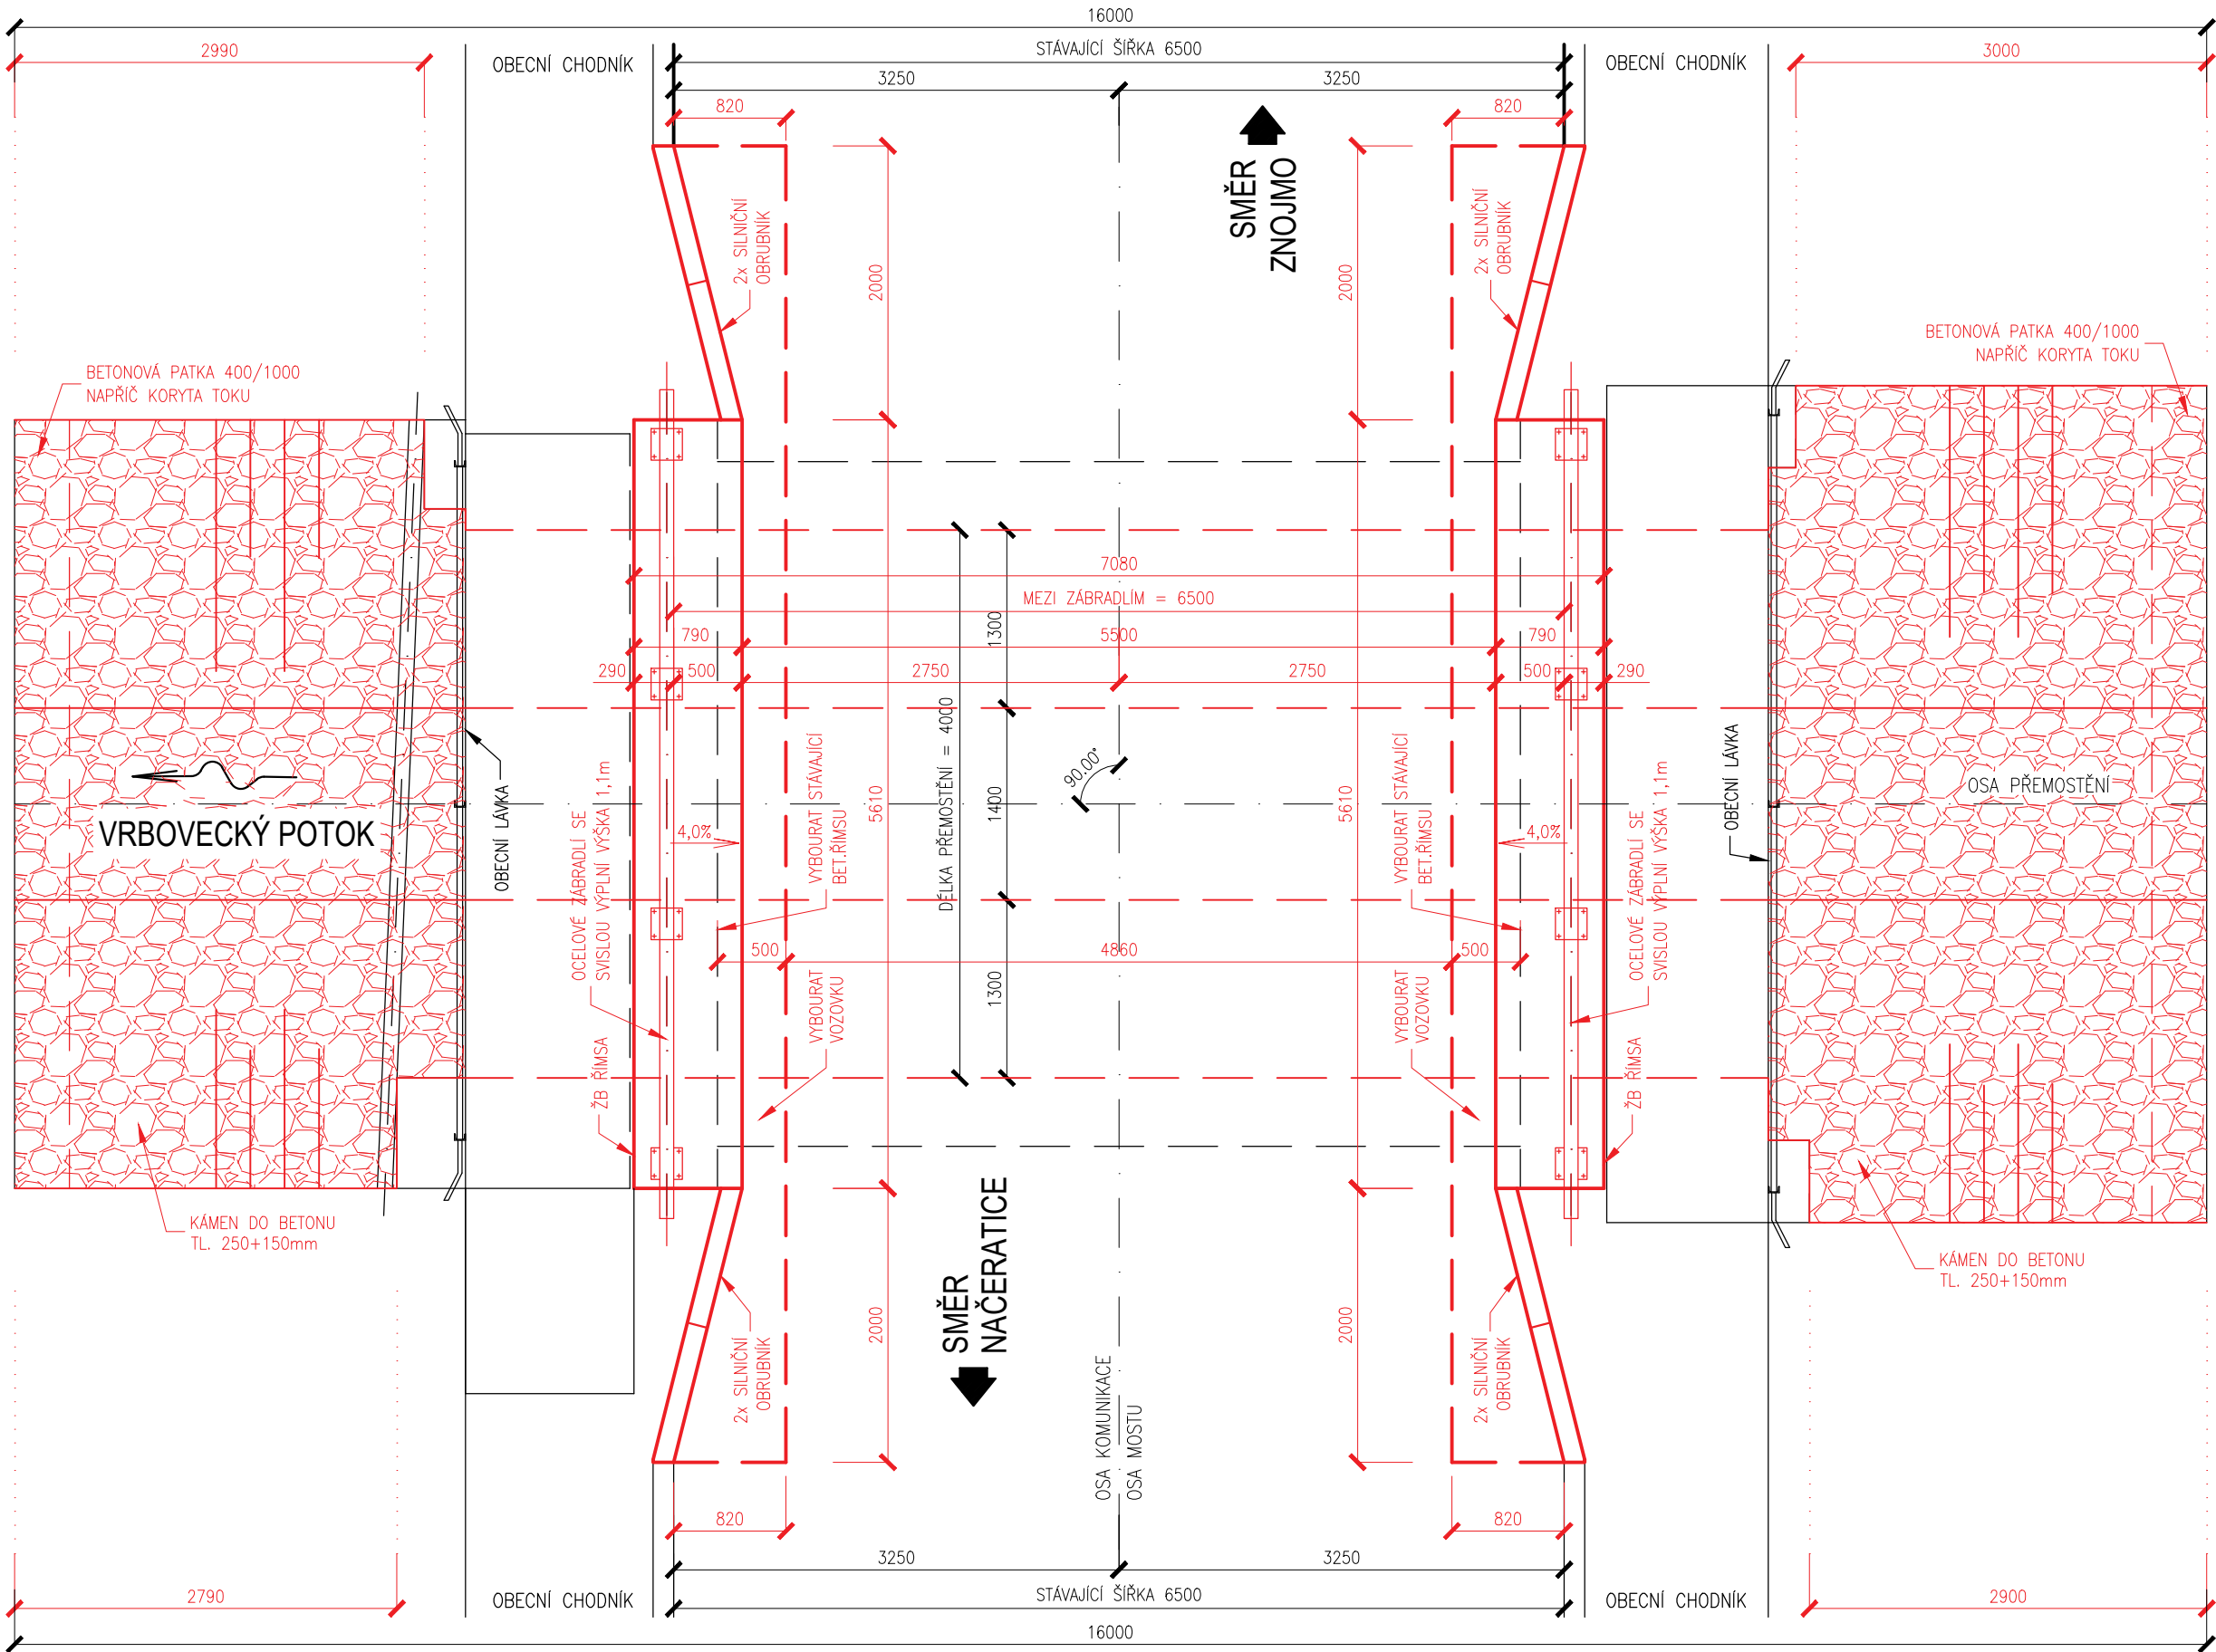 16000
2990
OBECNÍ CHODNÍK
STÁVAJÍCÍ ŠÍŘKA 6500
OBECNÍ CHODNÍK
3000
3250
3250
820
820
SMĚR
ZNOJMO
2x SILNIČNÍ
OBRUBNÍK
2000
2000
2x SILNIČNÍ
OBRUBNÍK
BETONOVÁ PATKA 400/1000
NAPŘÍČ KORYTA TOKU
BETONOVÁ PATKA 400/1000
NAPŘÍČ KORYTA TOKU
7080
MEZI ZÁBRADLÍM = 6500
1300
790
5500
790
290
500
2750
2750
500
290
DÉLKA PŘEMOSTĚNÍ = 4000
90.00°
VRBOVECKÝ POTOK
OBECNÍ LÁVKA
OCELOVÉ ZÁBRADLÍ SE
SVISLOU VÝPLNÍ VÝŠKA 1,1m
4,0%
VYBOURAT STÁVAJÍCÍ
BET.ŘÍMSU
5610
1400
5610
VYBOURAT STÁVAJÍCÍ
BET.ŘÍMSU
4,0%
OCELOVÉ ZÁBRADLÍ SE
SVISLOU VÝPLNÍ VÝŠKA 1,1m
OBECNÍ LÁVKA
OSA PŘEMOSTĚNÍ
500
4860
500
1300
VYBOURAT
VOZOVKU
VYBOURAT
VOZOVKU
ŽB ŘÍMSA
ŽB ŘÍMSA
KÁMEN DO BETONU
TL. 250+150mm
KÁMEN DO BETONU
TL. 250+150mm
SMĚR
NAČERATICE
2000
2000
2x SILNIČNÍ
OBRUBNÍK
2x SILNIČNÍ
OBRUBNÍK
OSA KOMUNIKACE
OSA MOSTU
820
820
3250
3250
2790
OBECNÍ CHODNÍK
STÁVAJÍCÍ ŠÍŘKA 6500
OBECNÍ CHODNÍK
2900
16000